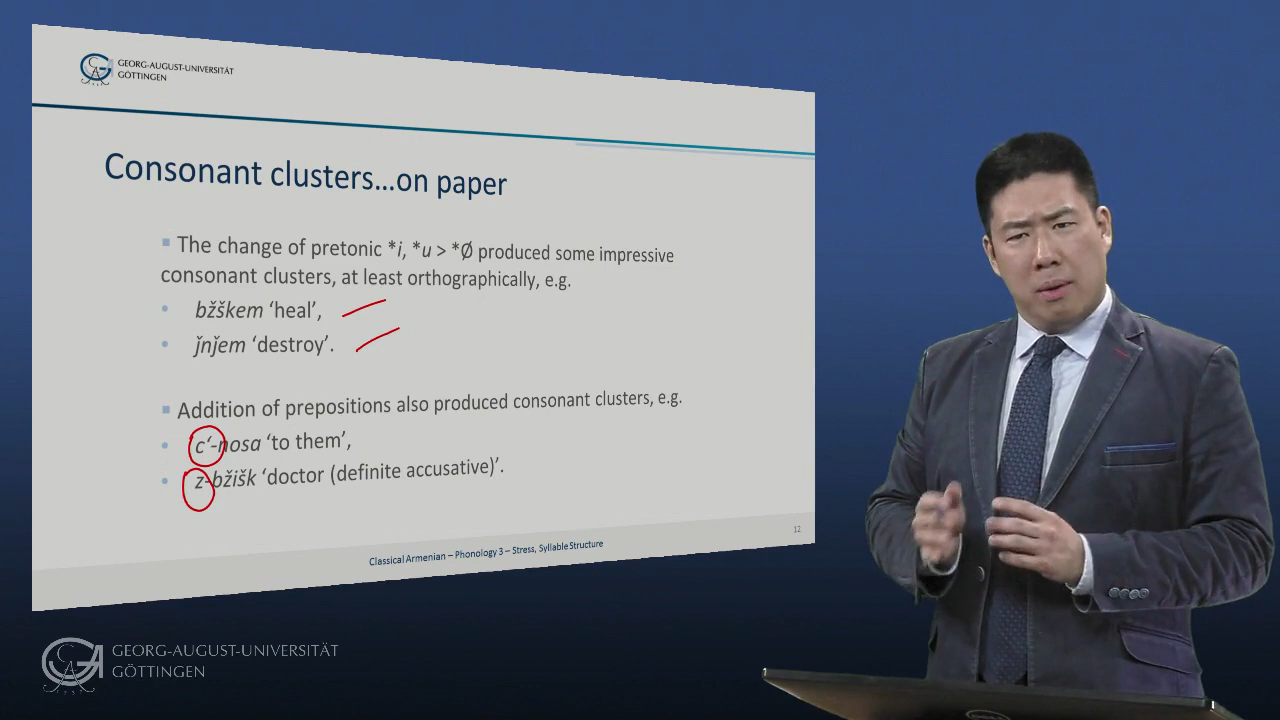 GEORG-AUGUST-UNIVERSITÄT
GÖTTINGEN
Consonant clusters...on paper
▪ The change of pretonic *i, *u > *Ø produced some impressive
consonant clusters, at least orthographically, e.g.
• bžškem ‘heal’,
• ǰnǰem ‘destroy’.
▪ Addition of prepositions also produced consonant clusters, e.g.
• c‘-nosa ‘to them’,
• z-bžišk ‘doctor (definite accusative)’.
12
Classical Armenian – Phonology 3 – Stress, Syllable Structure
GEORG-AUGUST-UNIVERSITÄT
GÖTTINGEN